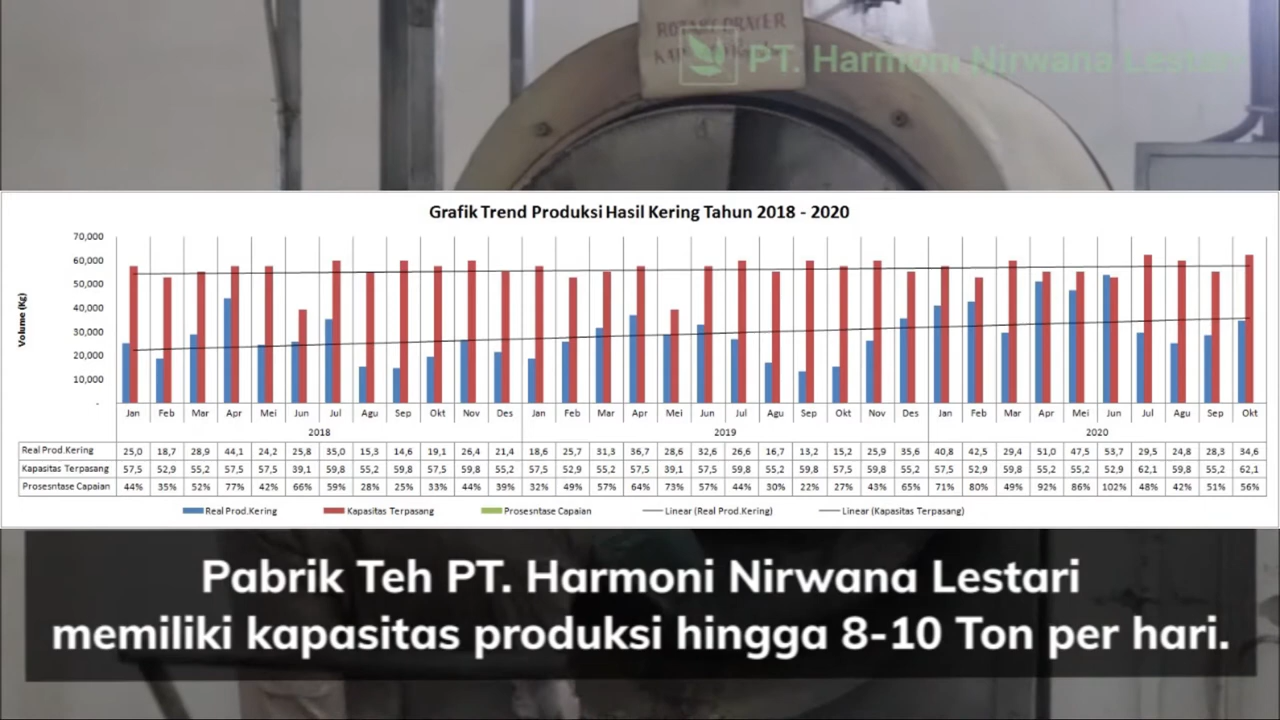 ROTARY DRAYER
PT. Harmoni Nirwana Lestari
Grafik Trend Produksi Hasil Kering Tahun 2018 - 2020
Volume (Kg)
70,000
60,000
50,000
40,000
30,000
20,000
10,000
-
Jan Feb Mar Apr Mei Jun Jul Agu Sep Okt Nov Des Jan Feb Mar Apr Mei Jun Jul Agu Sep Okt Nov Des Jan Feb Mar Apr Mei Jun Jul Agu Sep Okt
2018 2019 2020
Real Prod.Kering 25,0 18,7 28,9 44,1 24,2 25,8 35,0 15,3 14,6 19,1 26,4 21,4 18,6 25,7 31,3 36,7 28,6 32,6 26,6 16,7 13,2 15,2 25,9 35,6 40,8 42,5 29,4 51,0 47,5 53,7 29,5 24,8 28,3 34,6
Kapasitas Terpasang 57,5 52,9 55,2 57,5 57,5 39,1 59,8 55,2 59,8 57,5 59,8 55,2 57,5 52,9 55,2 57,5 39,1 57,5 59,8 55,2 59,8 57,5 59,8 55,2 57,5 52,9 59,8 55,2 55,2 52,9 62,1 59,8 55,2 62,1
Prosesntase Capaian 44% 35% 52% 77% 42% 66% 59% 28% 25% 33% 44% 39% 32% 49% 57% 64% 73% 57% 44% 30% 22% 27% 43% 65% 71% 80% 49% 92% 86% 102% 48% 42% 51% 56%
Real Prod.Kering Kapasitas Terpasang Prosesntase Capaian Linear (Real Prod.Kering) Linear (Kapasitas Terpasang)
Pabrik Teh PT. Harmoni Nirwana Lestari
memiliki kapasitas produksi hingga 8-10 Ton per hari.